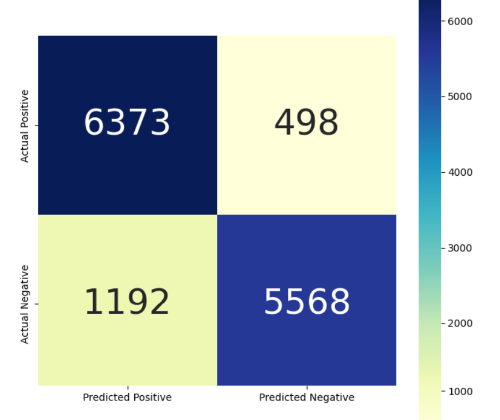 Actual Positive
Actual Negative
6373
498
1192
5568
Predicted Positive
Predicted Negative
6000
5000
4000
3000
2000
1000